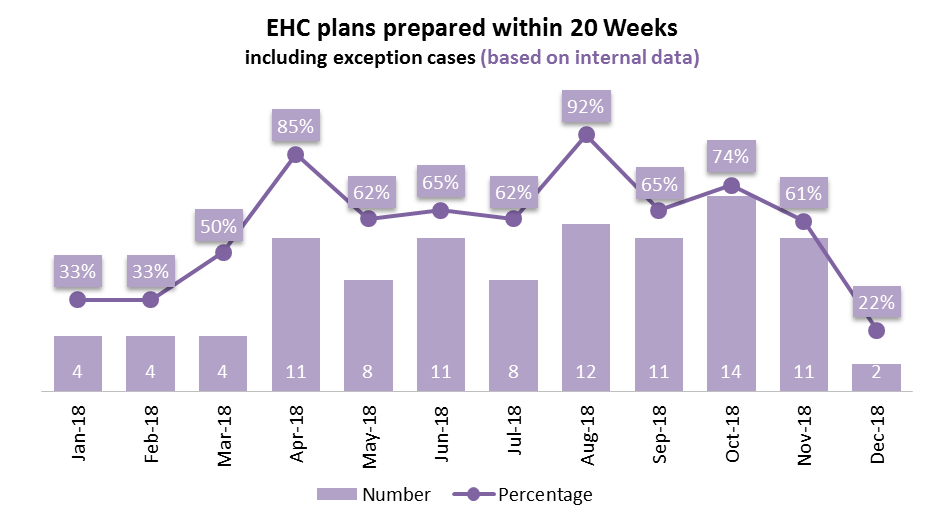 EHC plans prepared within 20 Weeks
including exception cases (based on internal data)
92%
85%
74%
62%
65%
62%
65%
61%
50%
33%
33%
22%
4
4
4
11
8
11
8
12
11
14
11
2
Jan-18
Feb-18
Mar-18
Apr-18
May-18
Jun-18
Jul-18
Aug-18
Sep-18
Oct-18
Nov-18
Dec-18
Number
Percentage